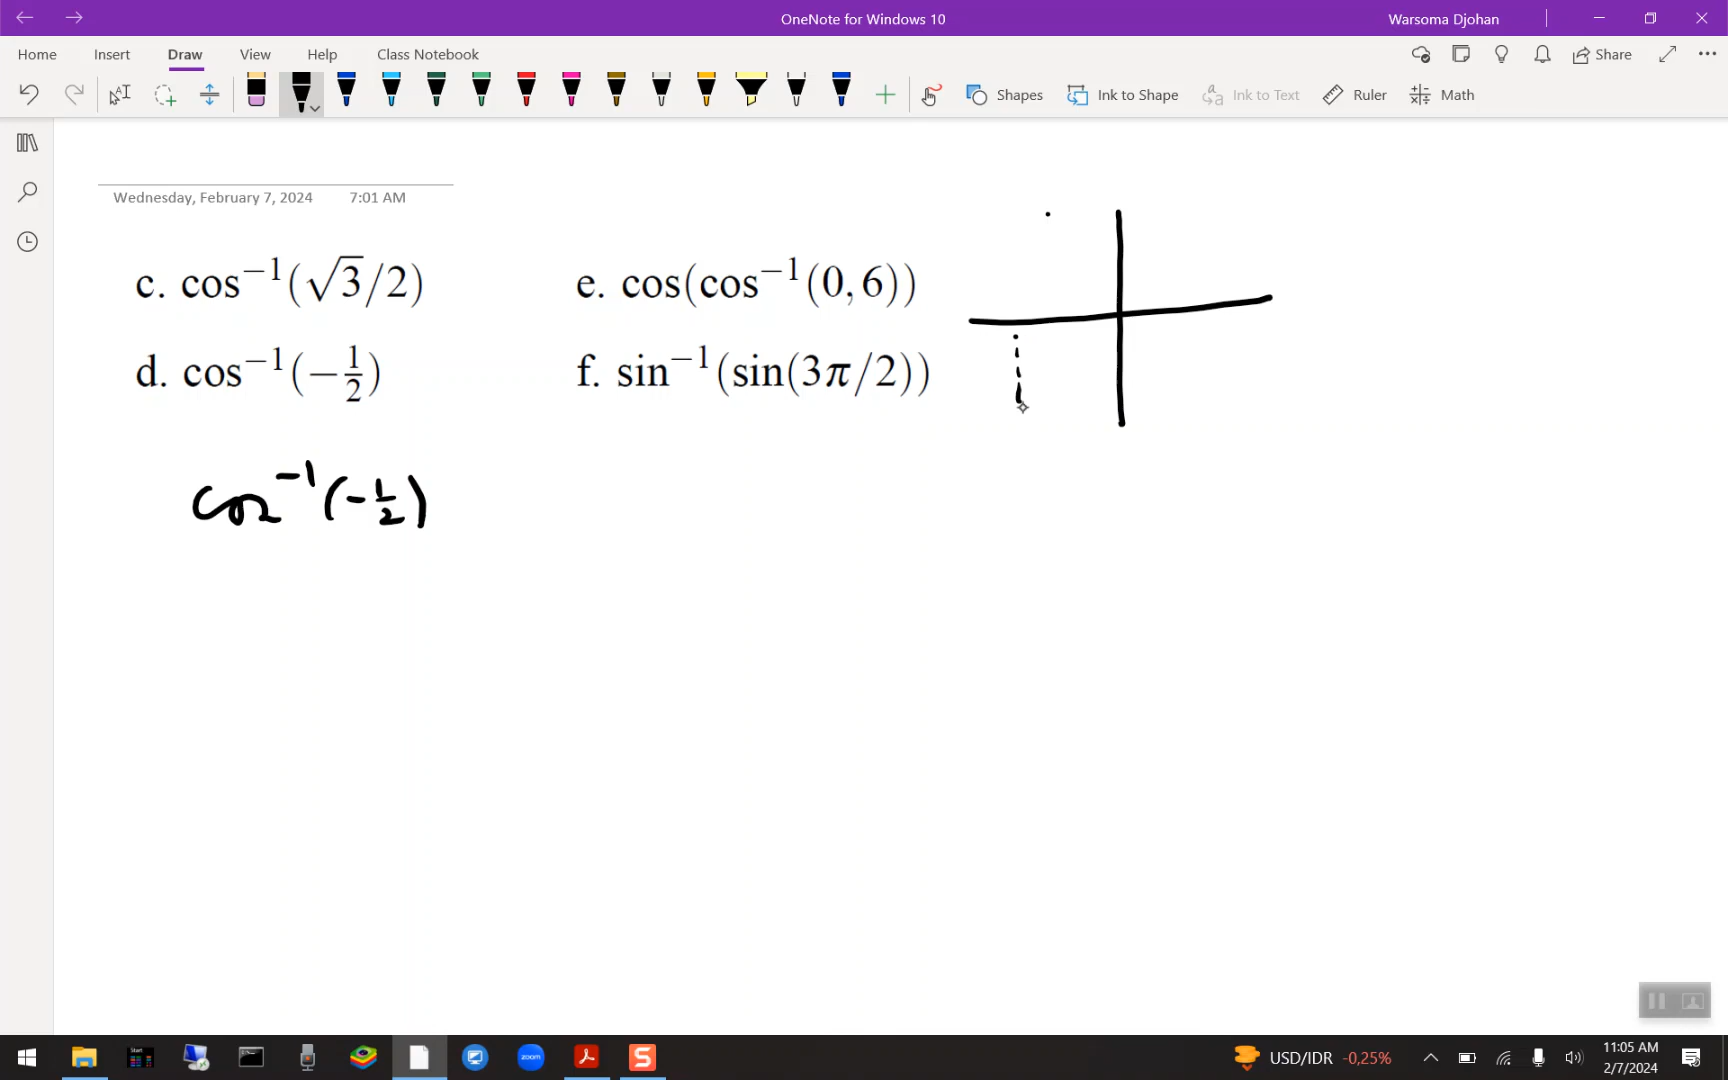 OneNote for Windows 10
Warsoma Djohan
Home Insert Draw View Help Class Notebook
Share
Shapes Ink to Shape Ink to Text Ruler Math
Wednesday, February 7, 2024 7:01 AM
c. cos⁻¹(√3/2)
e. cos(cos⁻¹(0,6))
d. cos⁻¹(−1/2)
f. sin⁻¹(sin(3π/2))
cos⁻¹(-1/2)
Start
zoom
USD/IDR -0,25%
11:05 AM
2/7/2024